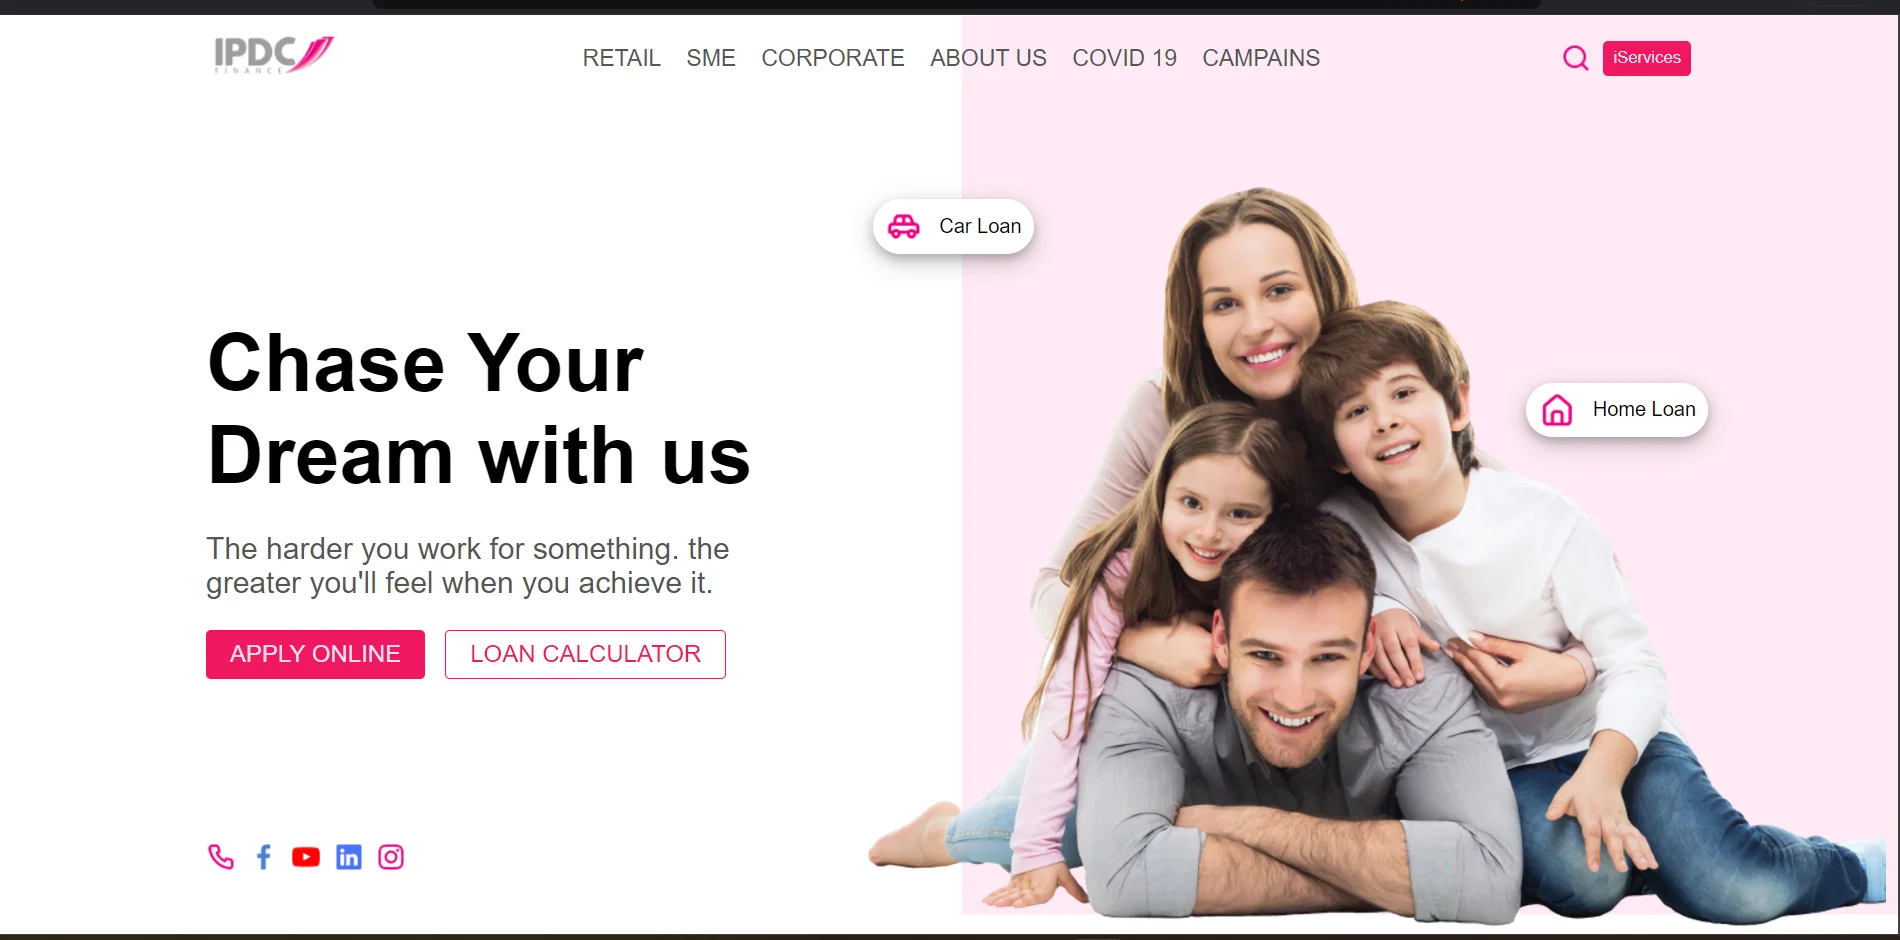 IPDC
FINANCE
RETAIL SME CORPORATE ABOUT US COVID 19 CAMPAINS
iServices
Car Loan
Home Loan
Chase Your
Dream with us
The harder you work for something. the
greater you'll feel when you achieve it.
APPLY ONLINE
LOAN CALCULATOR
in